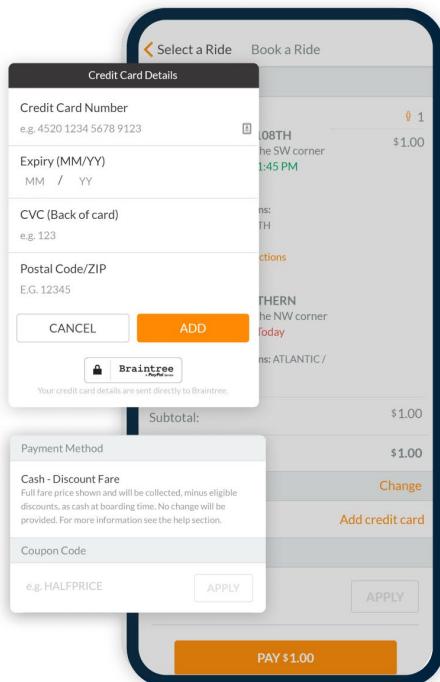 Select a Ride Book a Ride
Credit Card Details
Credit Card Number
e.g. 4520 1234 5678 9123
Expiry (MM/YY)
MM / YY
CVC (Back of card)
e.g. 123
Postal Code/ZIP
E.G. 12345
CANCEL ADD
Braintree
A PayPal Service
Your credit card details are sent directly to Braintree.
1
08TH
$1.00
he SW corner
1:45 PM
ns:
TH
ctions
THERN
he NW corner
Today
ns: ATLANTIC /
Subtotal: $1.00
$1.00
Change
Add credit card
APPLY
PAY $1.00
Payment Method
Cash - Discount Fare
Full fare price shown and will be collected, minus eligible
discounts, as cash at boarding time. No change will be
provided. For more information see the help section.
Coupon Code
e.g. HALFPRICE APPLY